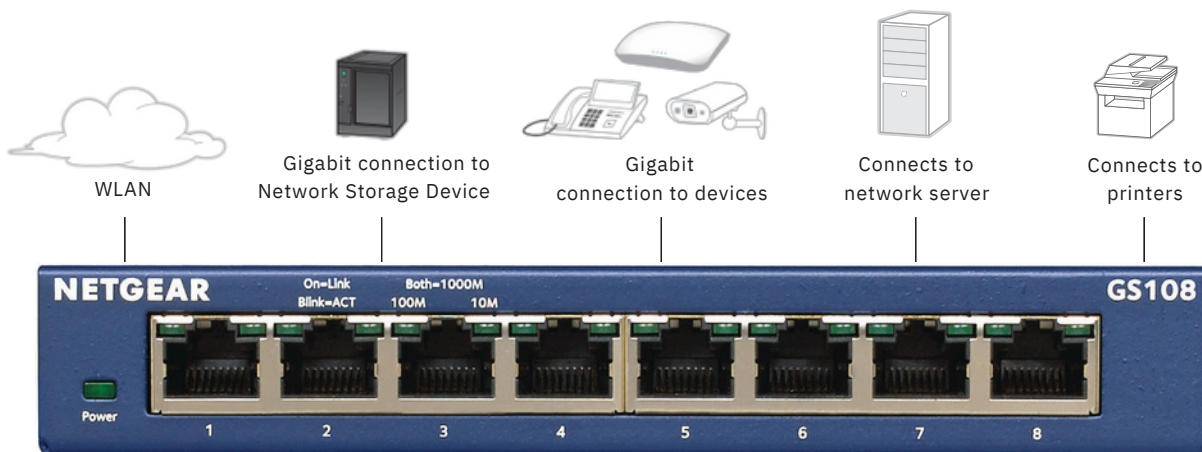 WLAN
Gigabit connection to
Network Storage Device
Gigabit
connection to devices
Connects to
network server
Connects to
printers
NETGEAR
On=Link
Blink=ACT
Both=1000M
100M 10M
GS108
Power
1 2 3 4 5 6 7 8